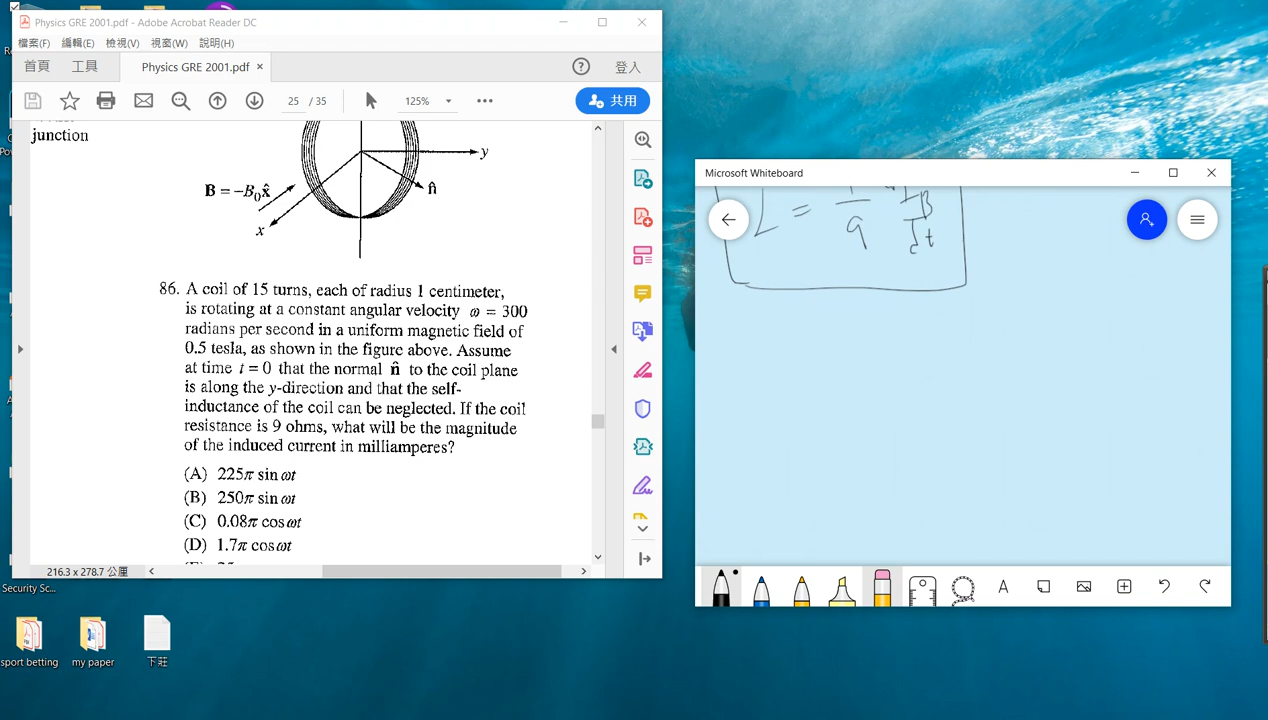 Physics GRE 2001.pdf - Adobe Acrobat Reader DC
檔案(F) 編輯(E) 檢視(V) 視窗(W) 說明(H)
首頁 工具 Physics GRE 2001.pdf × 登入
25 / 35 125% 共用
junction
y
n̂
B = −B₀x̂
x
86. A coil of 15 turns, each of radius 1 centimeter,
is rotating at a constant angular velocity ω = 300
radians per second in a uniform magnetic field of
0.5 tesla, as shown in the figure above. Assume
at time t = 0 that the normal n̂ to the coil plane
is along the y-direction and that the self-
inductance of the coil can be neglected. If the coil
resistance is 9 ohms, what will be the magnitude
of the induced current in milliamperes?
(A) 225π sin ωt
(B) 250π sin ωt
(C) 0.08π cos ωt
(D) 1.7π cos ωt
216.3 x 278.7 公厘
Security Sc...
sport betting
my paper
下莊
Microsoft Whiteboard